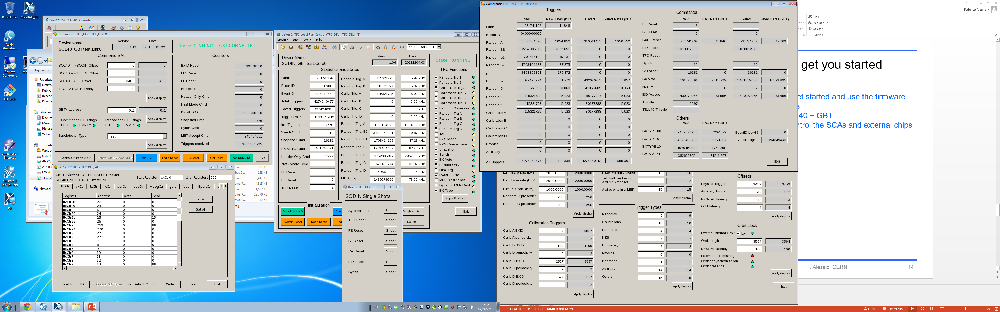 Recycle Bin
MiniDAQ_PC
CERN Phonebo...
Remote Desktop ...
Git Bash
emacs.exe - Shortcut
Quartus II 15.0 (64-bit)
Pit
WinCC OA 3.11-SP1: Console
Organize
Favorites
Libraries
Music
Network
Commands (TFC_DEV - TFC_DEV; #1)
DeviceName:
SOL40_GBTtest.Link0
Version Date
1.12 20150811.02
State: RUNNING GBT CONNECTED
Command SM
SOL40 --> SODIN Offset 0 0
SOL40 --> TELL40 Offset 0 0
SOL40 --> FE Offset 3400 3400
TFC --> SOL40 Delay 0 0
Apply display
GBTx address 0x1 0x1
Apply display
Commands FIFO flags Responses FIFO flags
FULL EMPTY FULL EMPTY
Subdetector Type Test
Apply display
Counters
BXID Reset 39578510
EID Reset 0
FE Reset 0
BE Reset 0
Header Only Cmd 0
NZS Mode Cmd 0
BX VETO Cmd 1966738010
Snapshot Cmd 2776
Synch Cmd 0
MEP Accept Cmd 245437681
Triggers received 3681565225
Control GBTx on VDLB Control GBT-SCA on VDLB Test GBT Logic Reset IC Reset Cnt Reset Stop RUNNING Exit
101 KB
238 KB
3,441 KB
4,313 KB
1,557 KB
22,770 KB
117 KB
SCA (TFC_DEV - TFC_DEV; #1)
GBT Device: SOL40_GBTtest.GBT_Master0
SOL40 Link: SOL40_GBTtest.Link0
Start Register ckCtr0 # of Registers 363
ttcCtr ckCtr txCtr rxCtr serCtr desCtr wdogCtr gbld fuse inEportCtr
Register Address Write Read
ttcCtr18 22 0 0
ttcCtr19 23 0 0
ttcCtr2 6 0 0
ttcCtr20 24 0 0
ttcCtr21 25 0 15
ttcCtr22 26 0 0
ttcCtr23 269 0 88
ttcCtr24 270 0 0
ttcCtr25 271 0 0
ttcCtr26 272 0 0
ttcCtr3 7 0 0
ttcCtr4 8 0 0
ttcCtr5 9 0 0
ttcCtr6 10 0 0
ttcCtr7 11 0 0
ttcCtr8 12 0 0
ttcCtr9 13 0 88
Set All
Get All
Read from FIFO Create GBT type Set Default Config Write Read Exit
Vision_2: TFC Local Run Control (TFC_DEV - TFC_DEV; #1)
Module Panel Scale Help
1:1 en_US.iso88591
DeviceName:
SODIN_GBTtest.Core0
Version Date
1.06 20131204.03
State: RUNNING
Statistics and status
Orbits 231741192
Bunch IDs 0x000
Event ID 994249443
Total Triggers 4274240477
Gated Triggers 4274240313
Trigger Rate 1103.34 kHz
Inst Trg Loss 0.077 %
Synch Cmd 10
Snapshot Cmd 16181
BX VETO Cmd 3461820091
Header Only Cmd 5997
NZS Mode Cmd 0
FE Reset 3
BE Reset 0
TFC Reset 2
Periodic Trg. A 115321728 5.92 kHz
Periodic Trg. B 115321727 5.92 kHz
Calib. Trig. A 115321725 5.92 kHz
Calib. Trig. B 0 0.00 kHz
Calib. Trig. C 0 0.00 kHz
Calib Trig. D 0 0.00 kHz
Random Trig. A 3330164876 1054.85 kHz
Random Trig. B0 3498862891 179.87 kHz
Random Trig. B1 1703414102 87.23 kHz
Random Trig. B2 1703404487 87.28 kHz
Random Trig. B3 2752005312 7862.65 kHz
Random Trig. C 622496274 31.97 kHz
Random Trig. D 59563392 3.06 kHz
EID Accept 1430273966 73.56 kHz
TFC Functions
Periodic Trg 1
Periodic Trg 2
Calibration Trg A
Calibration Trg B
Calibration Trg C
Calibration Trg D
Random Generator
Random Trg A
Random Trg B
Random Trg C
Random Trg D
TAE
NZS Mode
NZS Consecutive
Snapshot
Synch
BX Veto
Header Only
Lumi Trg
Event ID Cnt
MEP Destination
Dynamic MEP Dest
BX Type
Apply Enables
Exit
Initialization
Stop RUNNING
System Reset Regs Reset
Single shots
SOL40
Basics (TFC_DEV - ...
SODIN Single Shots
SystemReset Shoot
TFC Reset Shoot
FE Reset Shoot
BE Reset Shoot
Cnt Reset Shoot
EID Reset Shoot
Synch Shoot
Commands (TFC_DEV - TFC_DEV; #1)
Triggers
Raw Raw Rates (kHz) Gated Gated Rates (kHz)
Orbit 231741192 11.846
Bunch ID 0x00000000
Random A 3330164876 1054.852 1316511453 1050.552
Random BB 2752005312 7862.651 0 0
Random B1 1703414102 87.231 0 0
Random B2 1703404487 87.275 0 0
Random EE 3498862891 179.872 0 0
Random C 622496274 31.972 432626733 31.957
Random D 59563392 3.063 41355685 3.058
Periodic 1 115321728 5.923 80177287 5.923
Periodic 2 115321727 5.923 80177288 5.923
Calibration A 115321725 5.923 80177288 5.923
Calibration B 0 0 0 0
Calibration C 0 0 0 0
Calibration D 0 0 0 0
Physics 0 0 0 0
Auxilliary 0 0 0 0
All Triggers 4274240477 1103.338 4274240313 1655.007
Commands
Raw Raw Rates (kHz) Gated Gated Rates (kHz)
FE Reset 3 4
BE Reset 0 2
BXID Reset 231741202 11.846 231741202 17.769
EID Reset 1018812366 1018812370
TFC Reset 2
Synch 10 12
Snapshot 16181 0 16181 0
BX Veto 3461820091 7015.929 3461819086 10523.895
NZS Mode 0 0 2 0
EID Accept 1430273966 73.556 1430273965 73.556
Throttle 5997
TELL40 Throttle 0
Others
Raw Raw Rates (kHz)
BXTYPE 00 2409624250 7202.572 EventID Low32 0
BXTYPE 01 4070459700 1753.257 EventID High32 994249443
BXTYPE 10 4070459988 1753.258
BXTYPE 11 3626227054 31511.267
Exit
Lumi B1-e rate (kHz) 2000.0000 2000.0000
Lumi B2-e rate (kHz) 2000.0000 2000.0000
Lumi e-e rate (kHz) 1000.0000 1000.0000
Random C prescaler 256 256
Random D prescaler 256 256
Apply display
Calibration Triggers
Calib A BXID 3087 3087
Calib A periodicity 2 2
Calib B BXID 1199 1199
Calib B periodicity 2 2
Calib C BXID 2527 2527
Calib C periodicity 2 2
Calib D BXID 527 527
Calib D periodicity 2 2
Apply display
NZS/TAE inhibit length 16 16
TAE half window or
# of NZS triggers 2 2
# of events in a MEP 15 15
Apply display
Trigger Types
Periodics 9 9
Calibrations 10 10
Randoms 4 4
NZS 7 7
Luminosity 2 2
Physics 0 0
Beamgas 1 1
Auxiliary 14 14
Others 15 15
Apply display
Offsets
Physics Trigger 3459 3459
Auxiliary Trigger 512 512
NZS/TAE latency 13 13
OUT latency 4 4
Apply display
Orbit clock
External/Internal Orbit Ext
Orbit length 3564 3564
NZS/TAE latency 100 100
External orbit missing
Orbit desynchronization
Orbit presence
Apply display
Exit
Federico Alessio
Find
Replace
Select
Editing
get you started
et started and use the firmware
40 + GBT
ntrol the SCAs and external chips
F. Alessio, CERN 14
15:36
02/09/2015
SLIDE 14 OF 18 ENGLISH (UNITED KINGDOM) NOTES COMMENTS 127%